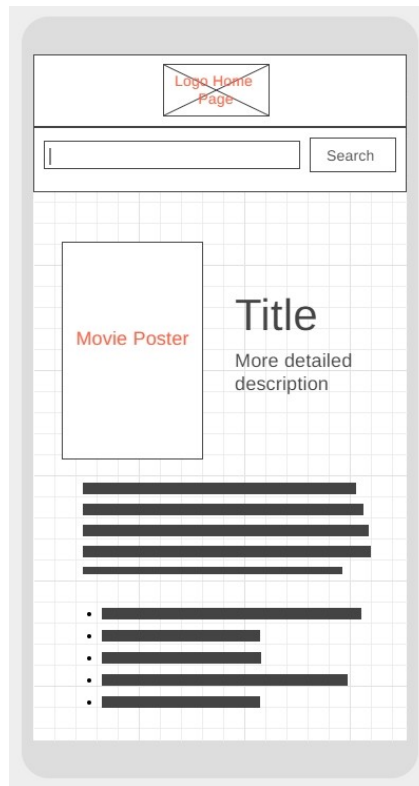 Logo Home
Page
Search
Movie Poster
Title
More detailed
description